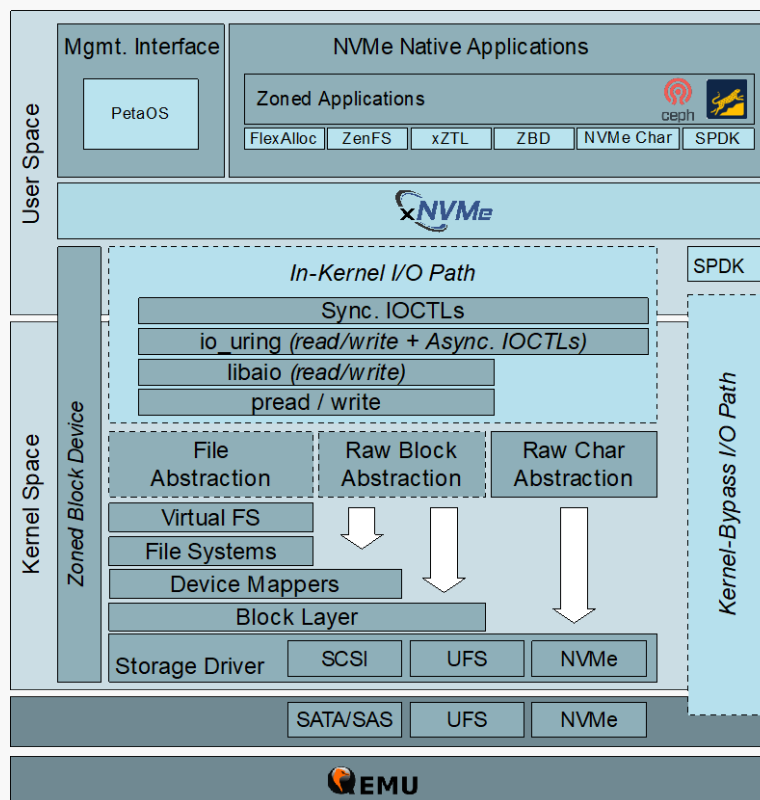 User Space
Mgmt. Interface
PetaOS
NVMe Native Applications
Zoned Applications
ceph
FlexAlloc
ZenFS
xZTL
ZBD
NVMe Char
SPDK
xNVMe
Kernel Space
Zoned Block Device
In-Kernel I/O Path
Sync. IOCTLs
io_uring (read/write + Async. IOCTLs)
libaio (read/write)
pread / write
File
Abstraction
Raw Block
Abstraction
Raw Char
Abstraction
Virtual FS
File Systems
Device Mappers
Block Layer
Storage Driver
SCSI
UFS
NVMe
SPDK
Kernel-Bypass I/O Path
SATA/SAS
UFS
NVMe
QEMU